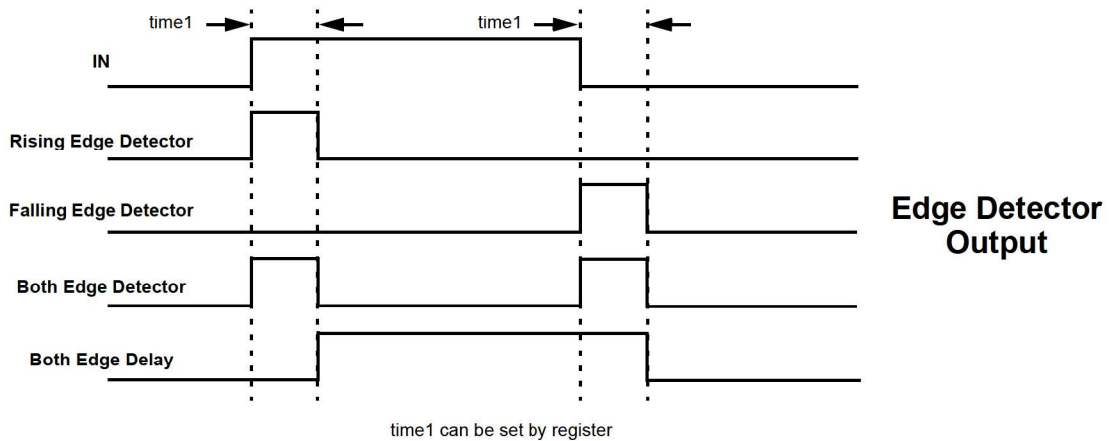 time1
time1
IN
Rising Edge Detector
Falling Edge Detector
Edge Detector
Output
Both Edge Detector
Both Edge Delay
time1 can be set by register